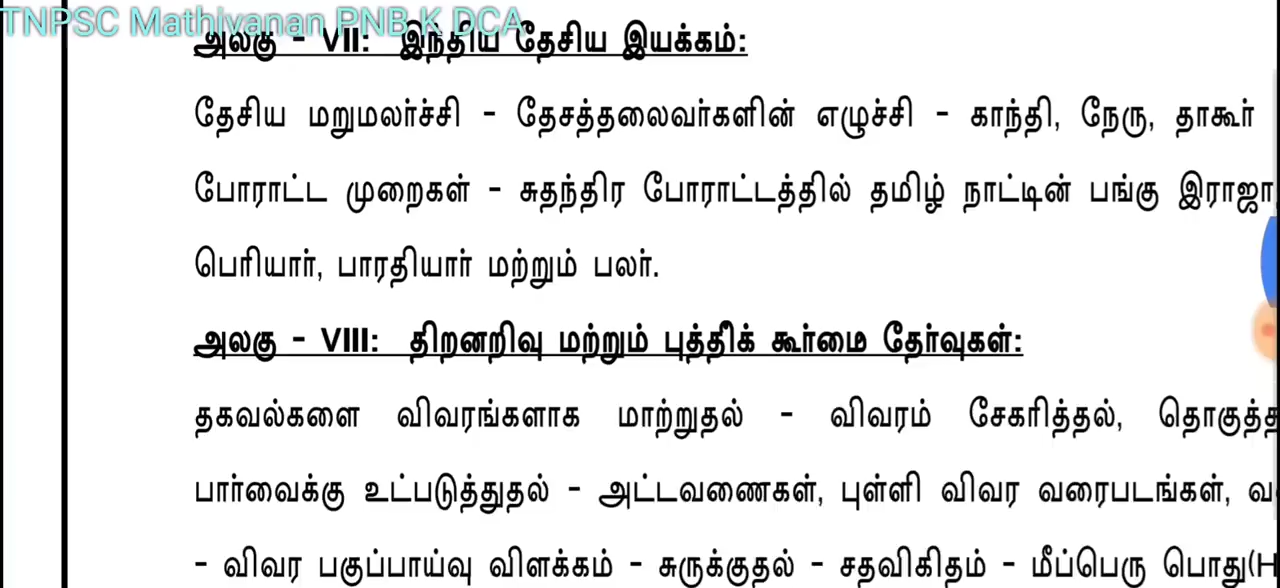 TNPSC Mathivanan PNB K DCA
அலகு - VII: இந்திய தேசிய இயக்கம்:
தேசிய மறுமலர்ச்சி - தேசத்தலைவர்களின் எழுச்சி - காந்தி, நேரு, தாகூர்
போராட்ட முறைகள் - சுதந்திர போராட்டத்தில் தமிழ் நாட்டின் பங்கு இராஜா
பெரியார், பாரதியார் மற்றும் பலர்.
அலகு - VIII: திறனறிவு மற்றும் புத்திக் கூர்மை தேர்வுகள்:
தகவல்களை விவரங்களாக மாற்றுதல் - விவரம் சேகரித்தல்,
பார்வைக்கு உட்படுத்துதல் - அட்டவணைகள், புள்ளி விவர வரைபடங்கள்,
- விவர பகுப்பாய்வு விளக்கம் - சுருக்குதல் - சதவிகிதம் - மீப்பெரு பொது(H